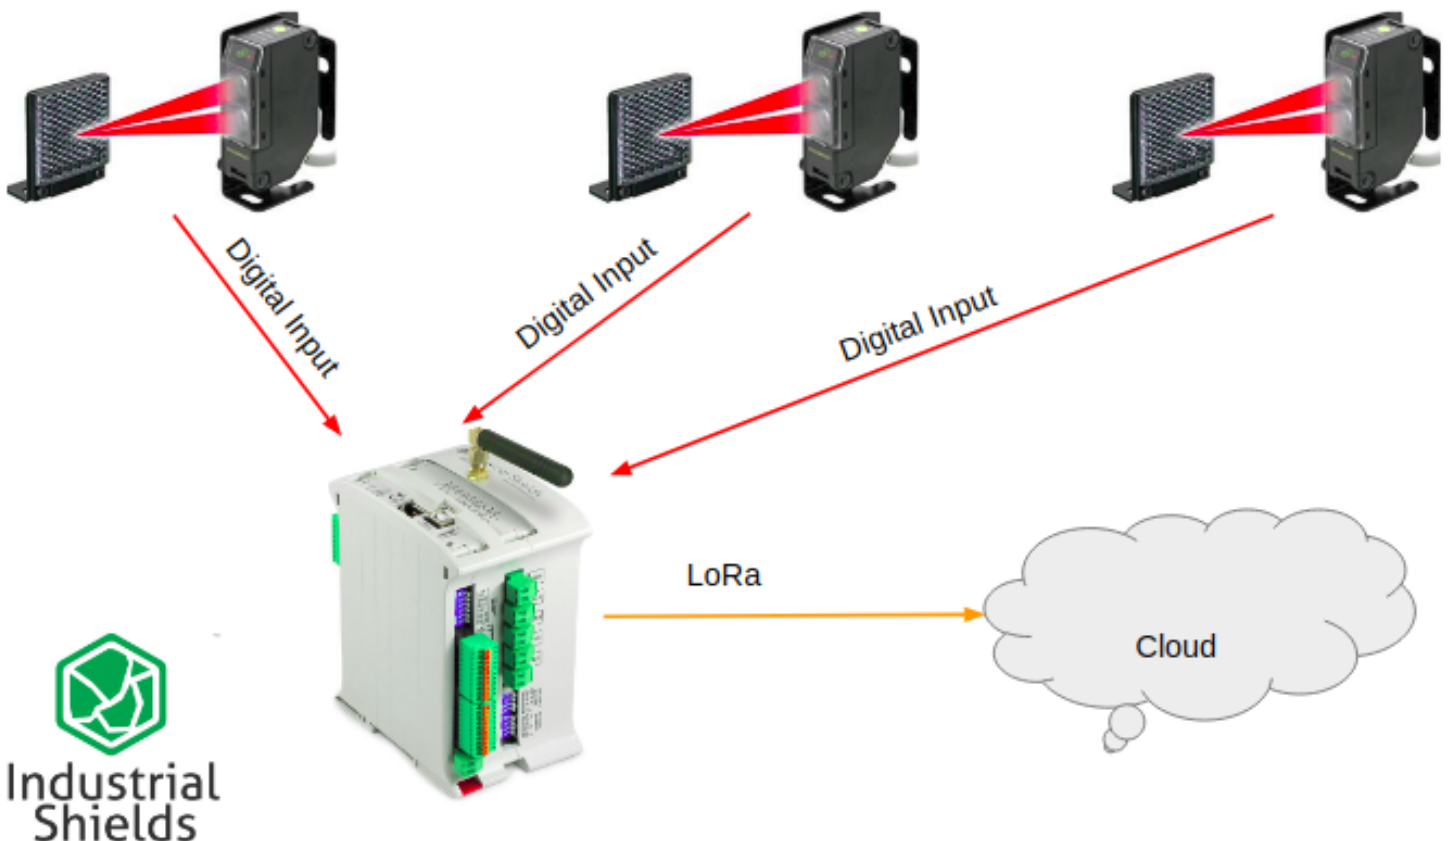 Digital Input
Digital Input
Digital Input
LoRa
Cloud
Industrial
Shields